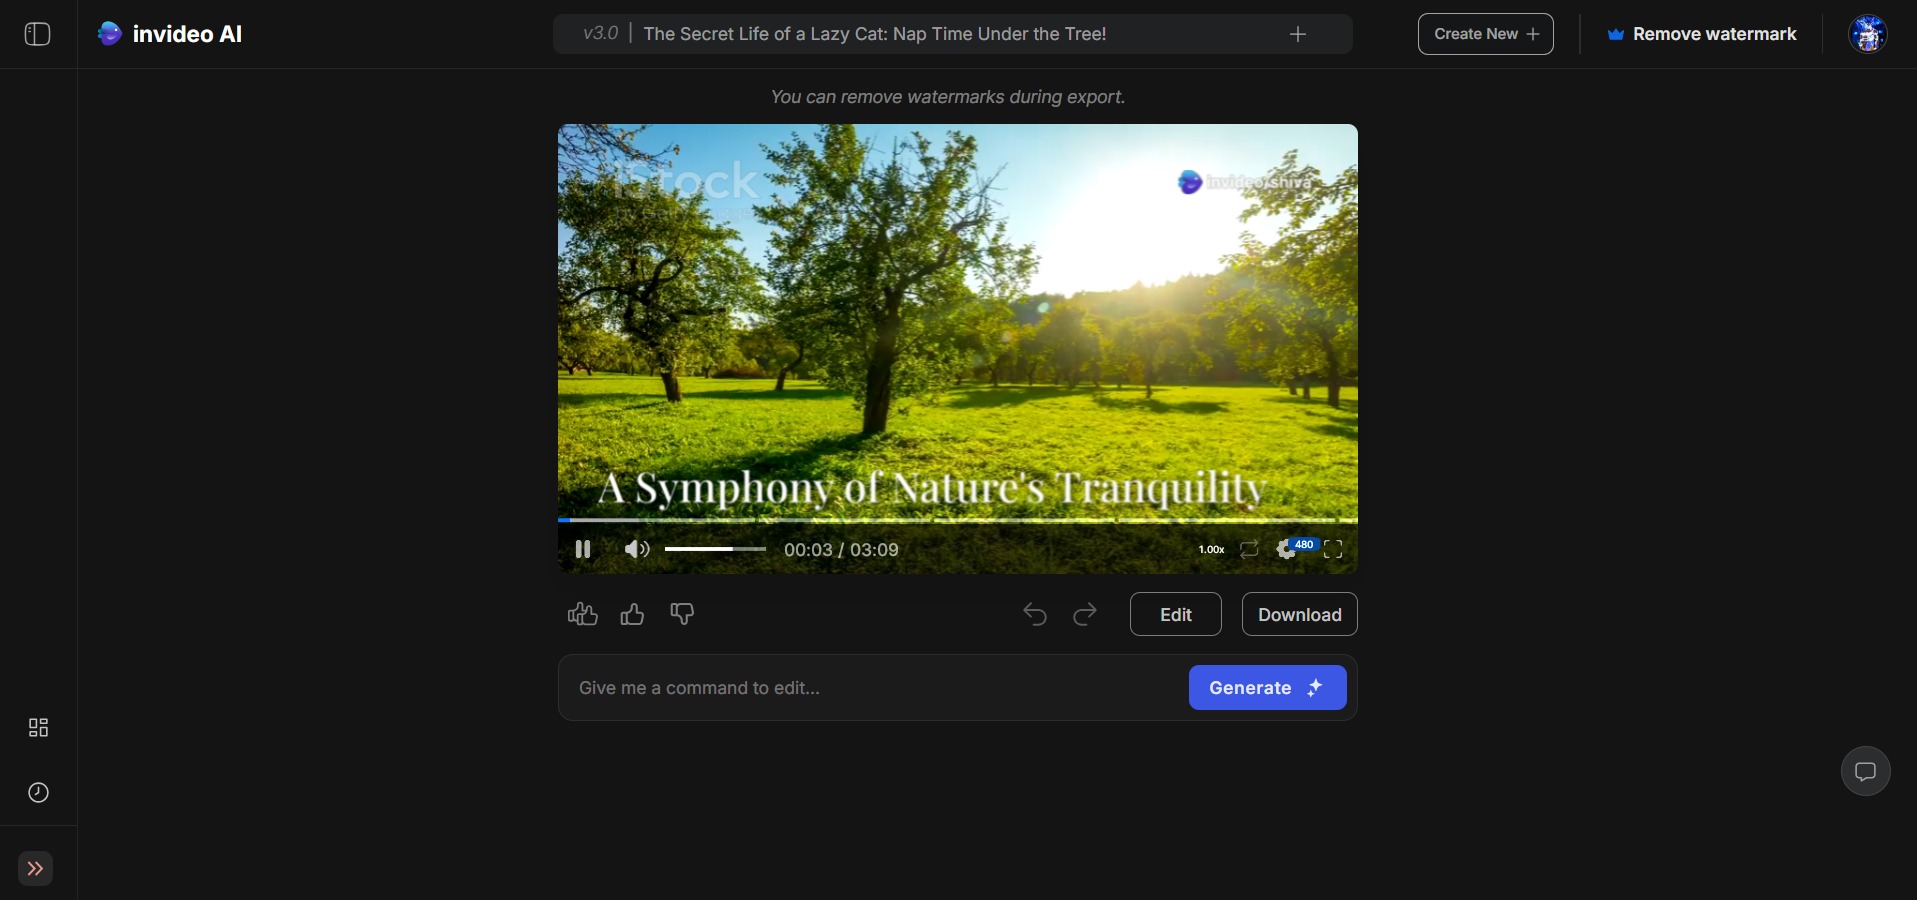 invideo AI
v3.0 | The Secret Life of a Lazy Cat: Nap Time Under the Tree!
Create New
Remove watermark
You can remove watermarks during export.
iStock
invideo
shiva
A Symphony of Nature's Tranquility
00:03 / 03:09
1.00x
480
Edit
Download
Give me a command to edit...
Generate